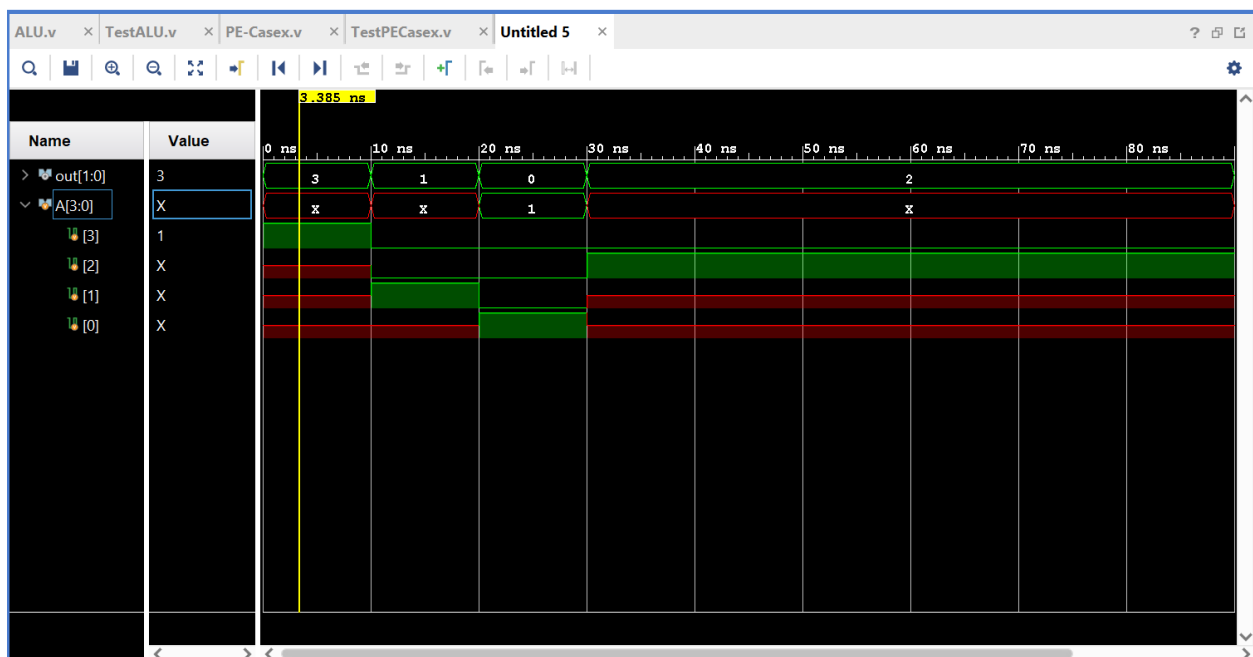 ALU.v × TestALU.v × PE-Casex.v × TestPECasex.v × Untitled 5 × ?
3.385 ns
Name Value
0 ns 10 ns 20 ns 30 ns 40 ns 50 ns 60 ns 70 ns 80 ns
> out[1:0] 3 3 1 0 2
A[3:0] X X X 1 X
[3] 1
[2] X
[1] X
[0] X